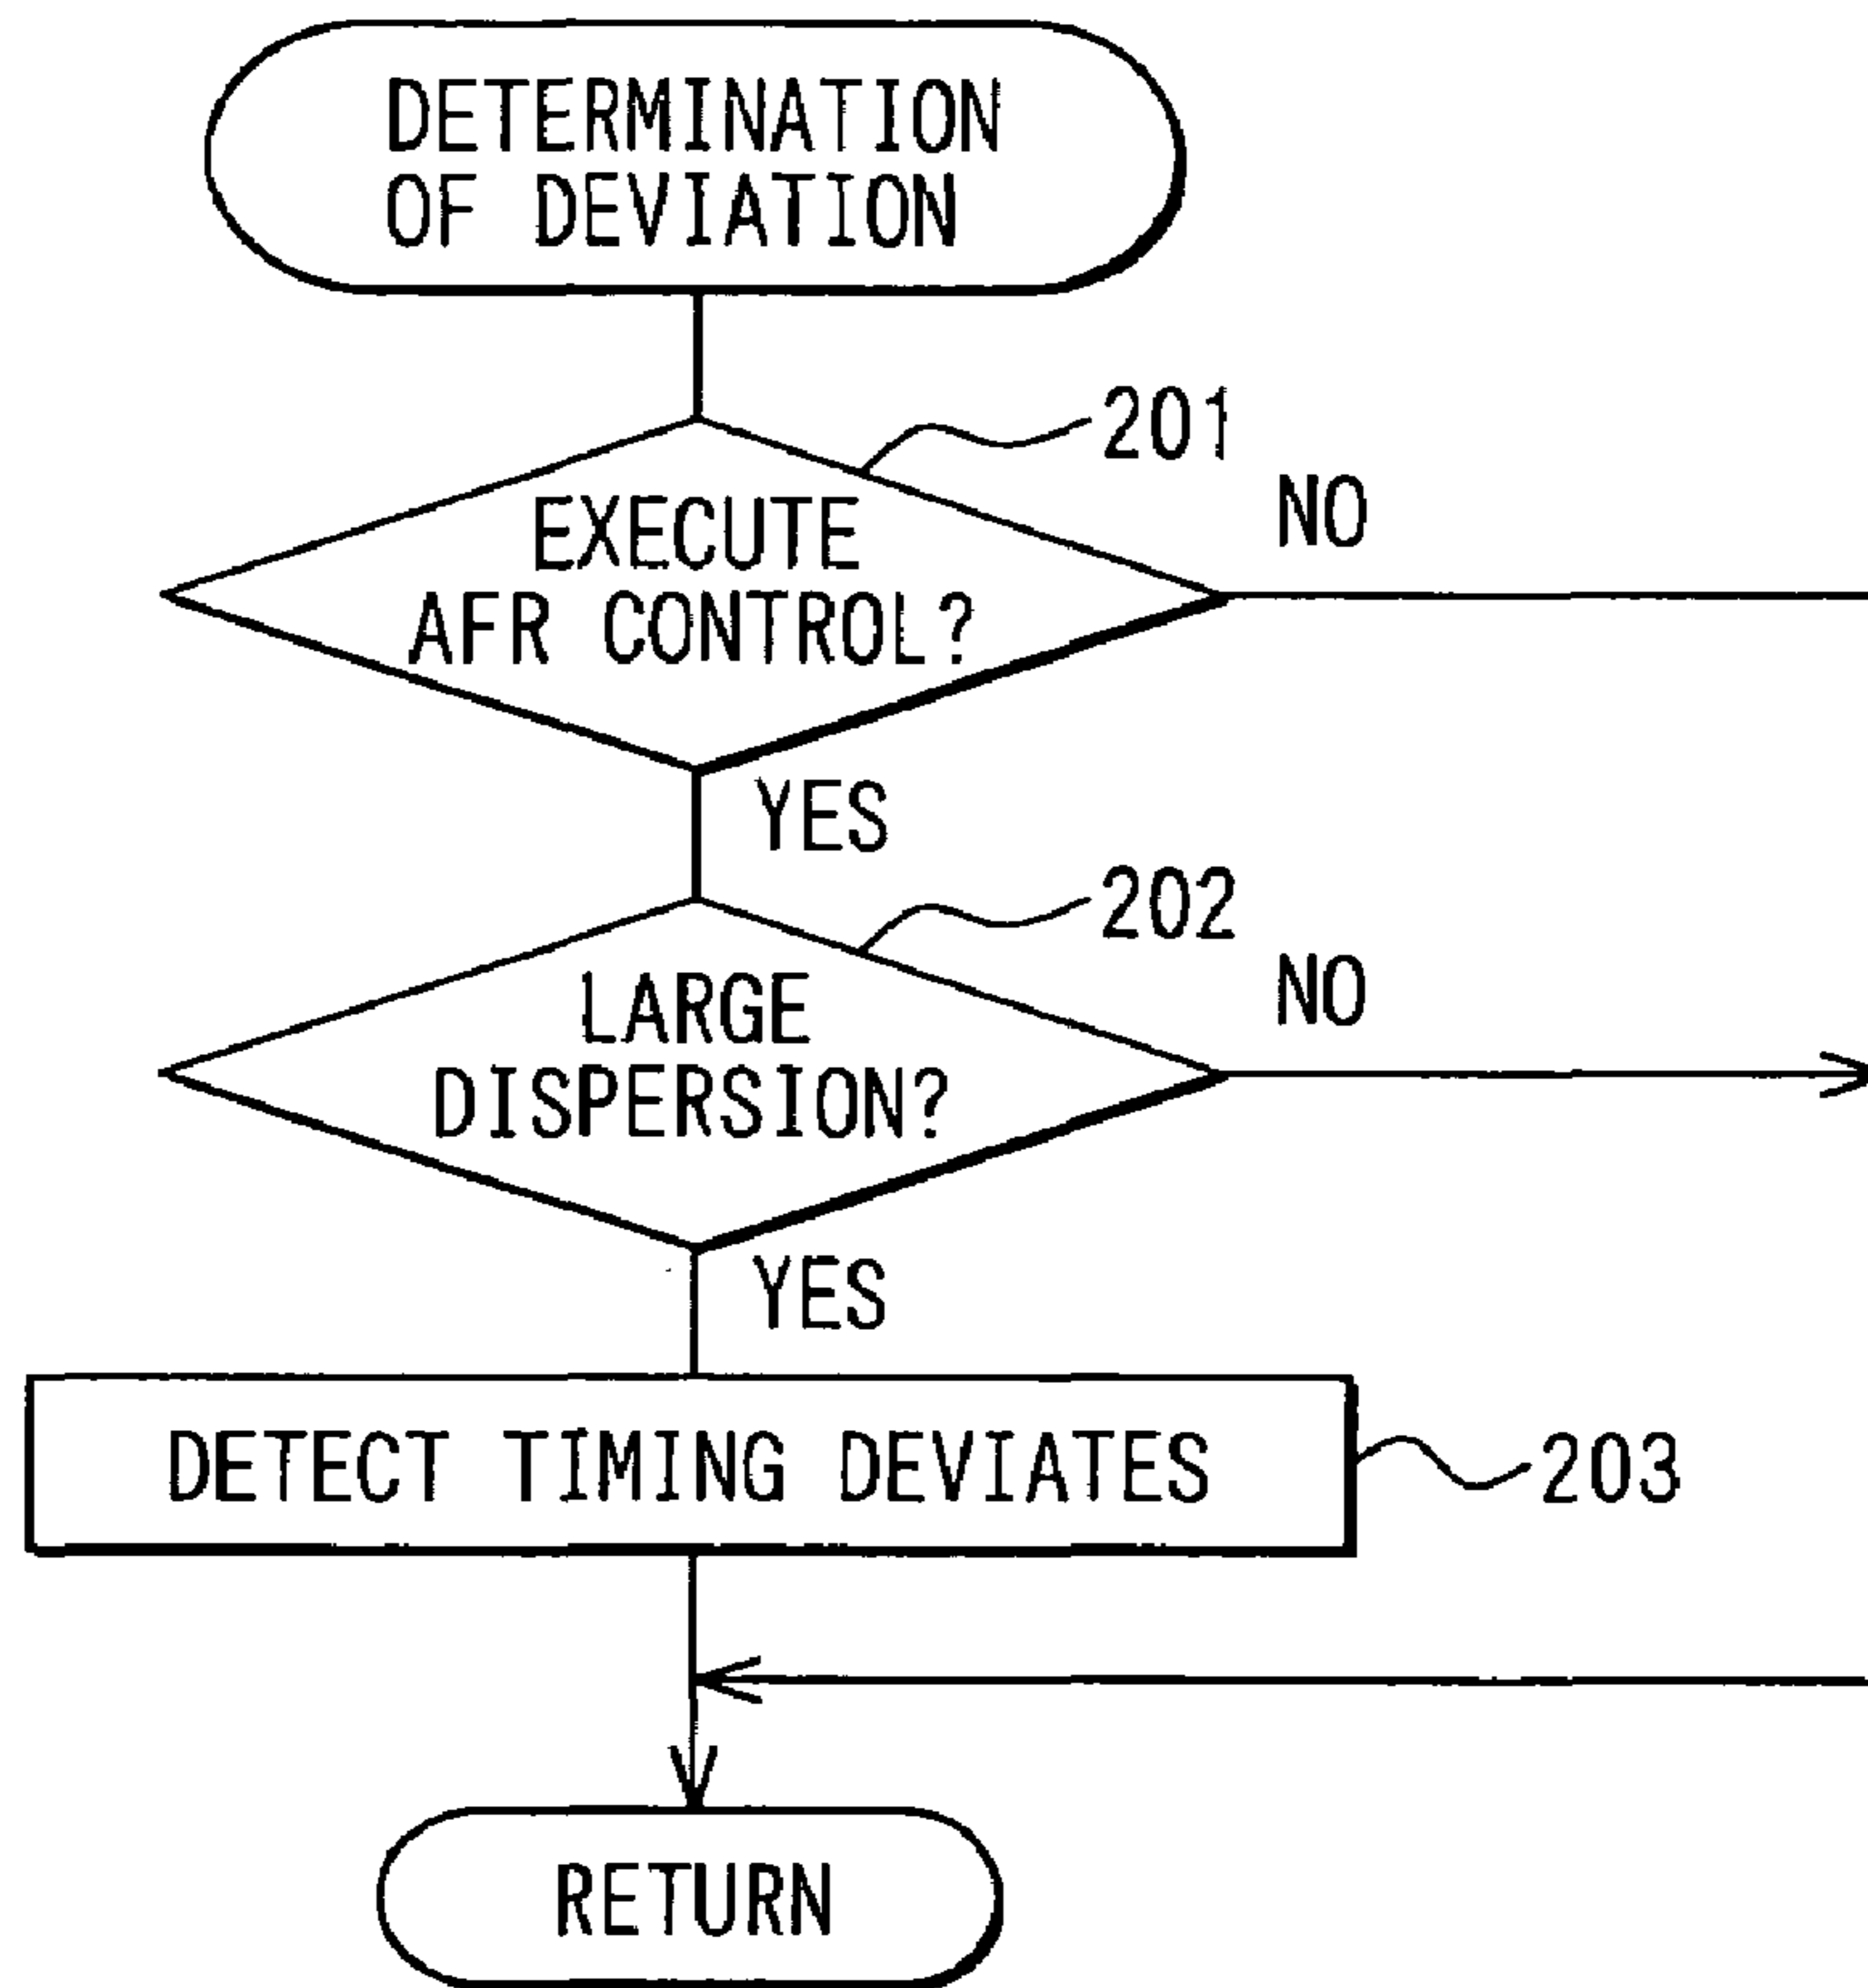 DETERMINATION
OF DEVIATION
201
EXECUTE
AFR CONTROL?
NO
YES
202
LARGE
DISPERSION?
NO
YES
DETECT TIMING DEVIATES
203
RETURN